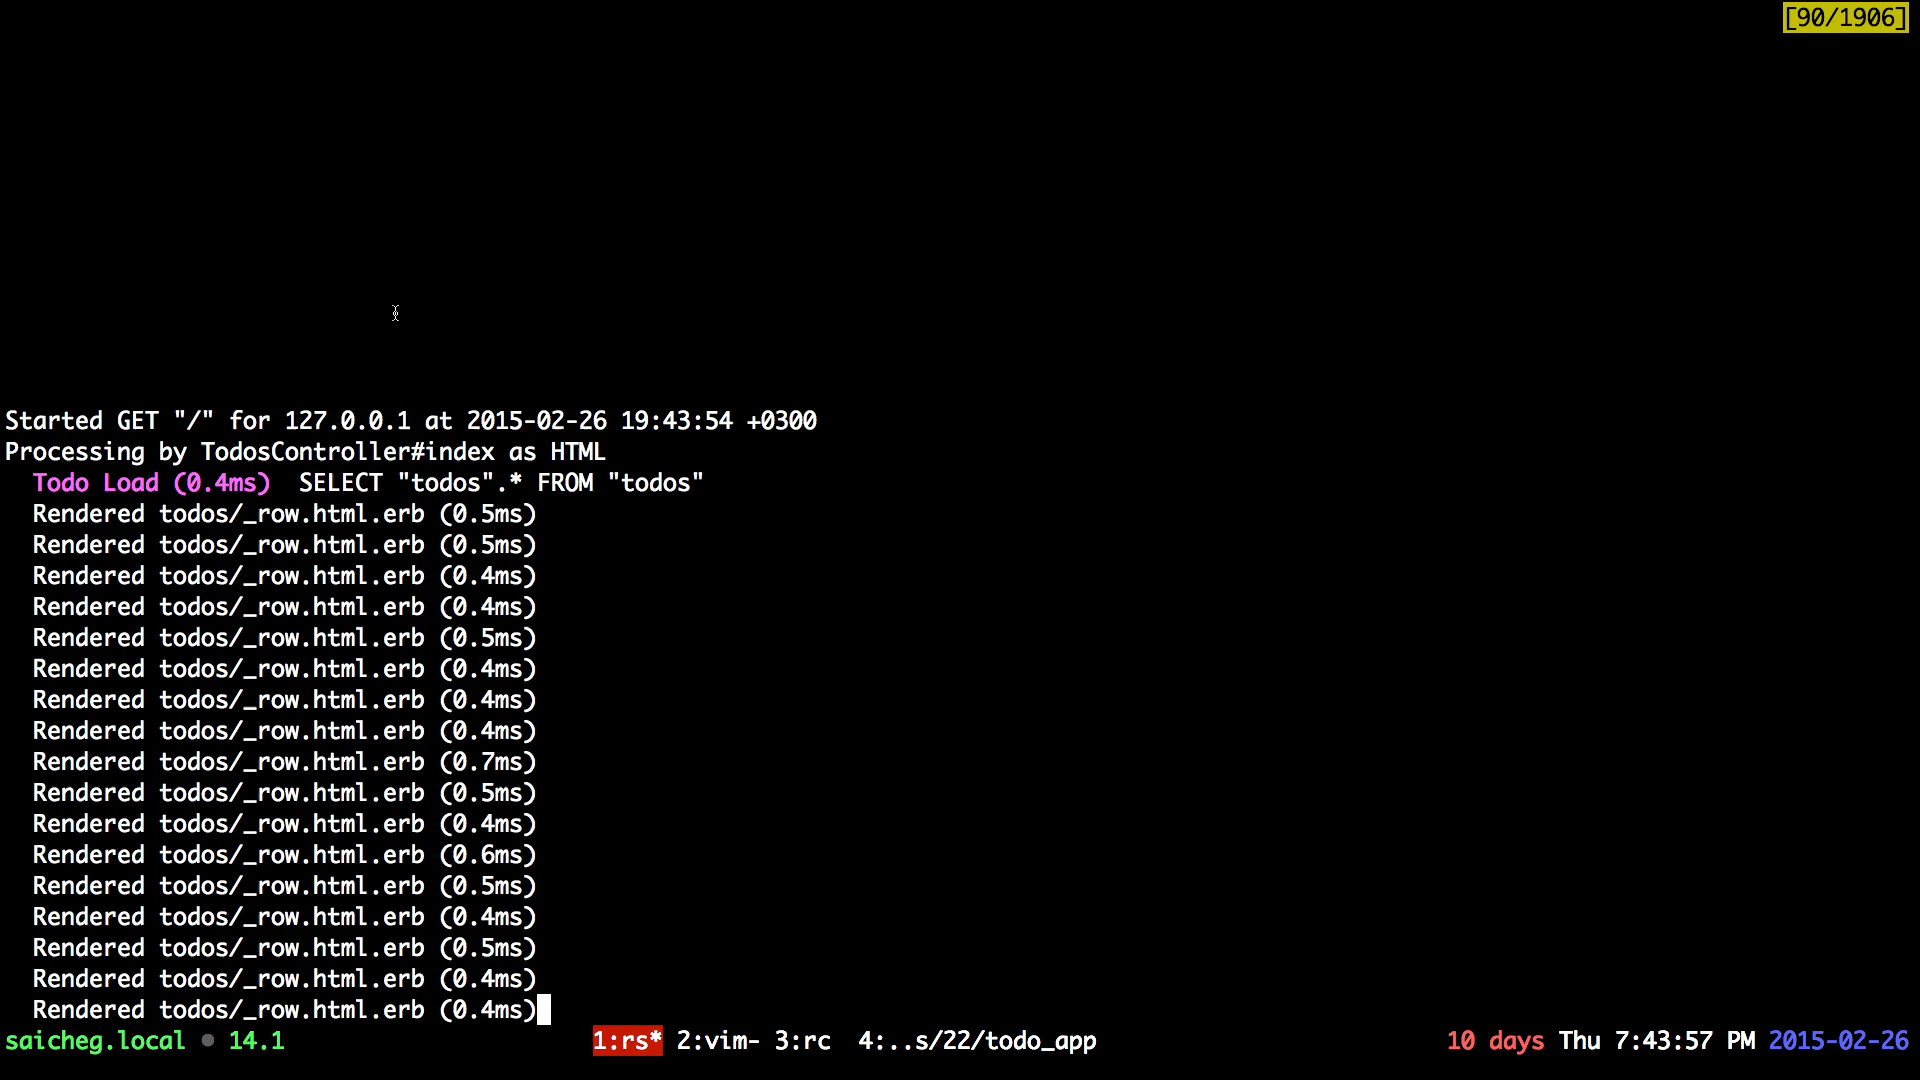 [90/1906]
Started GET "/" for 127.0.0.1 at 2015-02-26 19:43:54 +0300
Processing by TodosController#index as HTML
Todo Load (0.4ms)  SELECT "todos".* FROM "todos"
Rendered todos/_row.html.erb (0.5ms)
Rendered todos/_row.html.erb (0.5ms)
Rendered todos/_row.html.erb (0.4ms)
Rendered todos/_row.html.erb (0.4ms)
Rendered todos/_row.html.erb (0.5ms)
Rendered todos/_row.html.erb (0.4ms)
Rendered todos/_row.html.erb (0.4ms)
Rendered todos/_row.html.erb (0.4ms)
Rendered todos/_row.html.erb (0.7ms)
Rendered todos/_row.html.erb (0.5ms)
Rendered todos/_row.html.erb (0.4ms)
Rendered todos/_row.html.erb (0.6ms)
Rendered todos/_row.html.erb (0.5ms)
Rendered todos/_row.html.erb (0.4ms)
Rendered todos/_row.html.erb (0.5ms)
Rendered todos/_row.html.erb (0.4ms)
Rendered todos/_row.html.erb (0.4ms)
saicheg.local ● 14.1 1:rs* 2:vim- 3:rc 4:..s/22/todo_app 10 days Thu 7:43:57 PM 2015-02-26